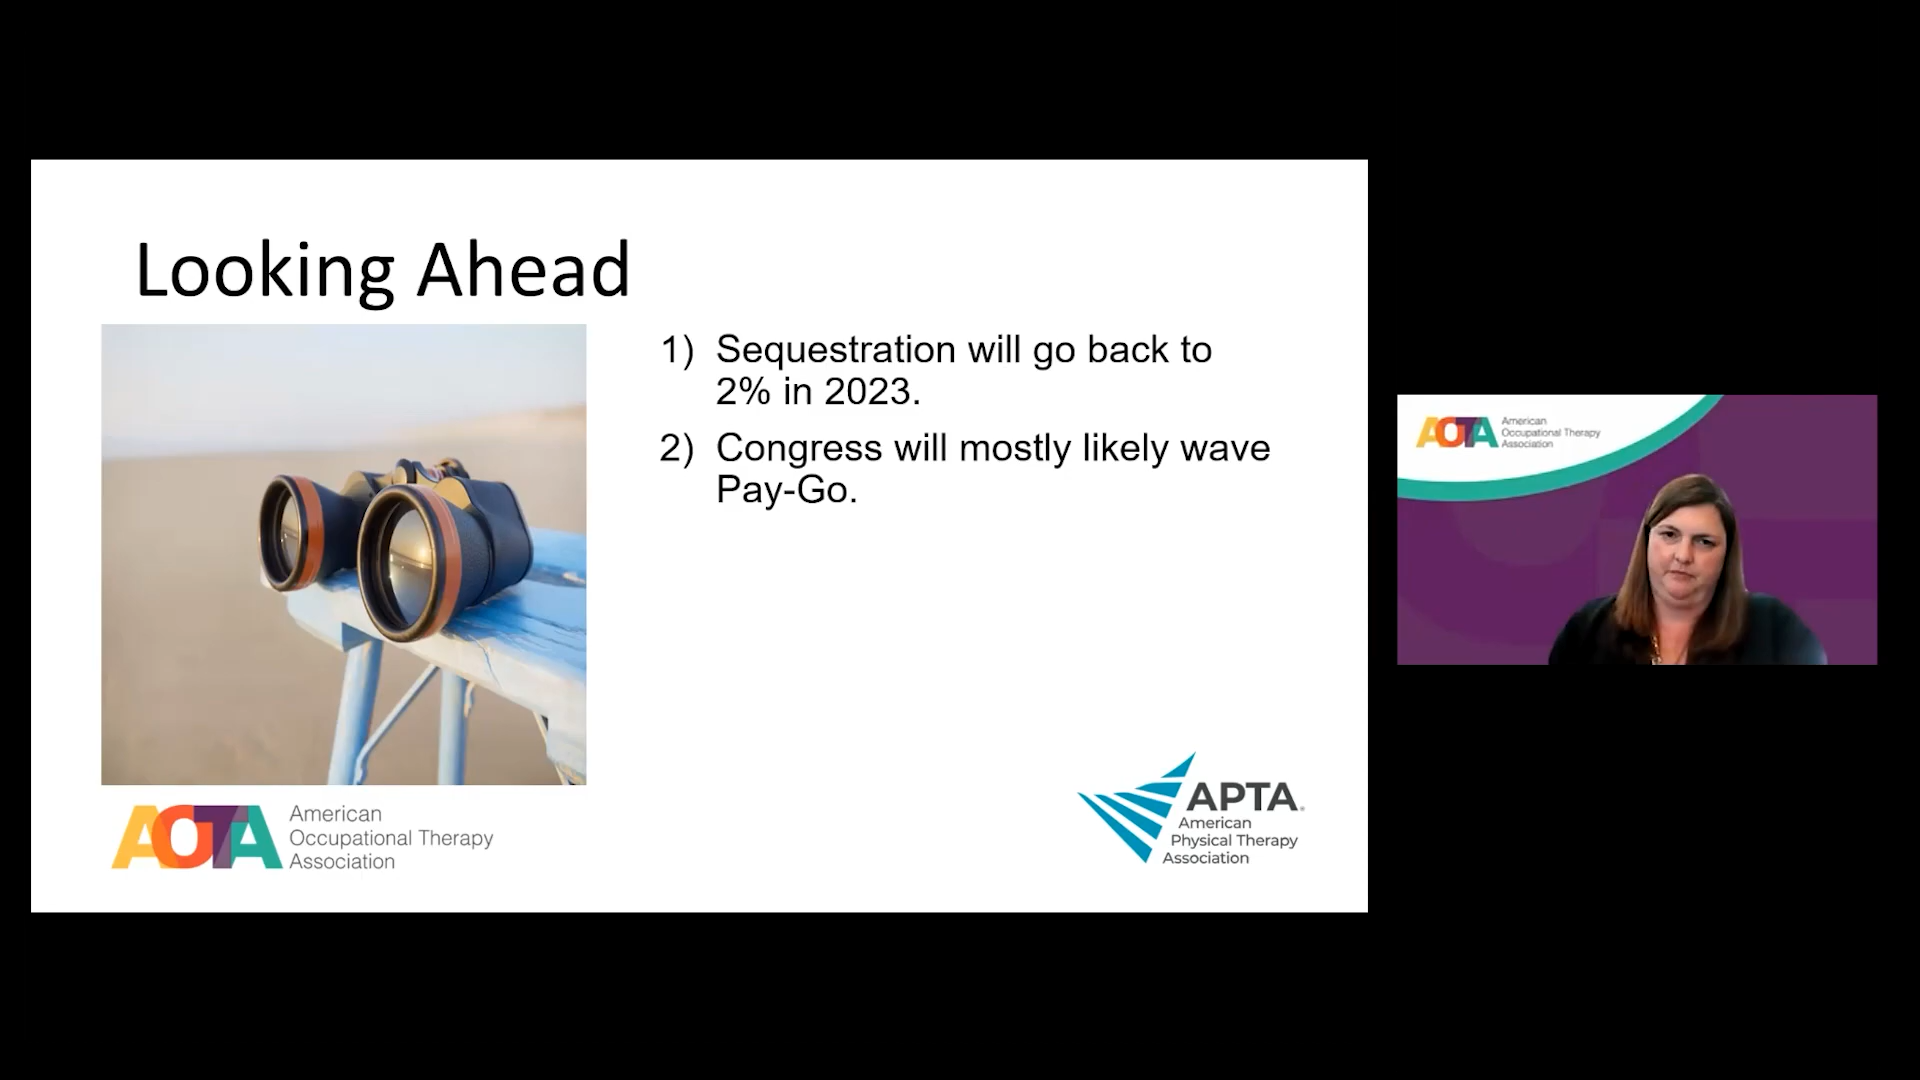 Looking Ahead
1) Sequestration will go back to
2% in 2023.
2) Congress will mostly likely wave
Pay-Go.
AOTA American
Occupational Therapy
Association
APTA
American
Physical Therapy
Association
AOTA American
Occupational Therapy
Association